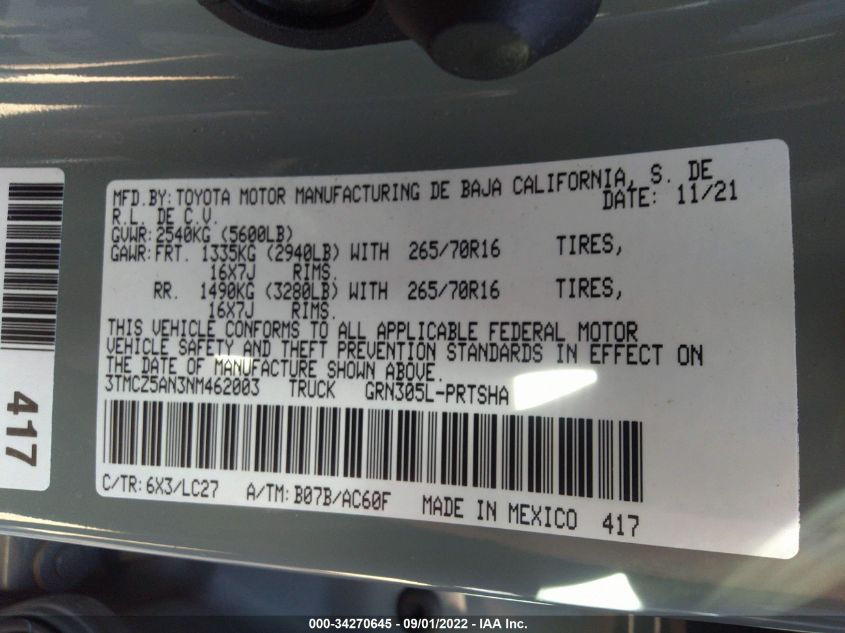 MFD.BY:TOYOTA MOTOR MANUFACTURING DE BAJA CALIFORNIA, S. DE
R.L. DE C.V. DATE: 11/21
GVWR:2540KG (5600LB)
GAWR:FRT. 1335KG (2940LB) WITH 265/70R16 TIRES,
16X7J RIMS.
RR. 1490KG (3280LB) WITH 265/70R16 TIRES,
16X7J RIMS.
THIS VEHICLE CONFORMS TO ALL APPLICABLE FEDERAL MOTOR
VEHICLE SAFETY AND THEFT PREVENTION STANDARDS IN EFFECT ON
THE DATE OF MANUFACTURE SHOWN ABOVE.
3TMCZ5AN3NM462003 TRUCK GRN305L-PRTSHA
C/TR:6X3/LC27 A/TM:B07B/AC60F MADE IN MEXICO 417
417
000-34270645 - 09/01/2022 - IAA Inc.